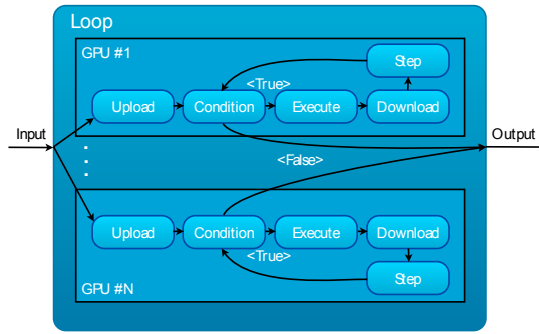 Loop
GPU #1
Step
<True>
Upload
Condition
Execute
Download
Input
Output
<False>
Upload
Condition
Execute
Download
<True>
Step
GPU #N